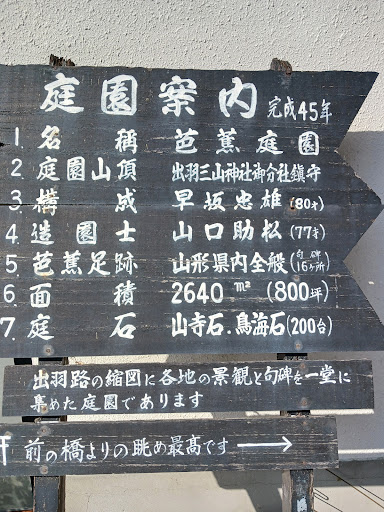 庭園案内 完成45年
1. 名称 芭蕉庭園
2 庭園山頂 出羽三山神社御分社鎮守
3. 構成 早坂忠雄(80才)
4. 造園士 山口助松(77才)
5 芭蕉足跡 山形県内全般(句碑16ヶ所)
6. 面積 2640m²(800坪)
7. 庭石 山寺石.鳥海石(200台)
出羽路の縮図に各地の景観と句碑を一堂に
集めた庭園であります
前の橋よりの眺め最高です→